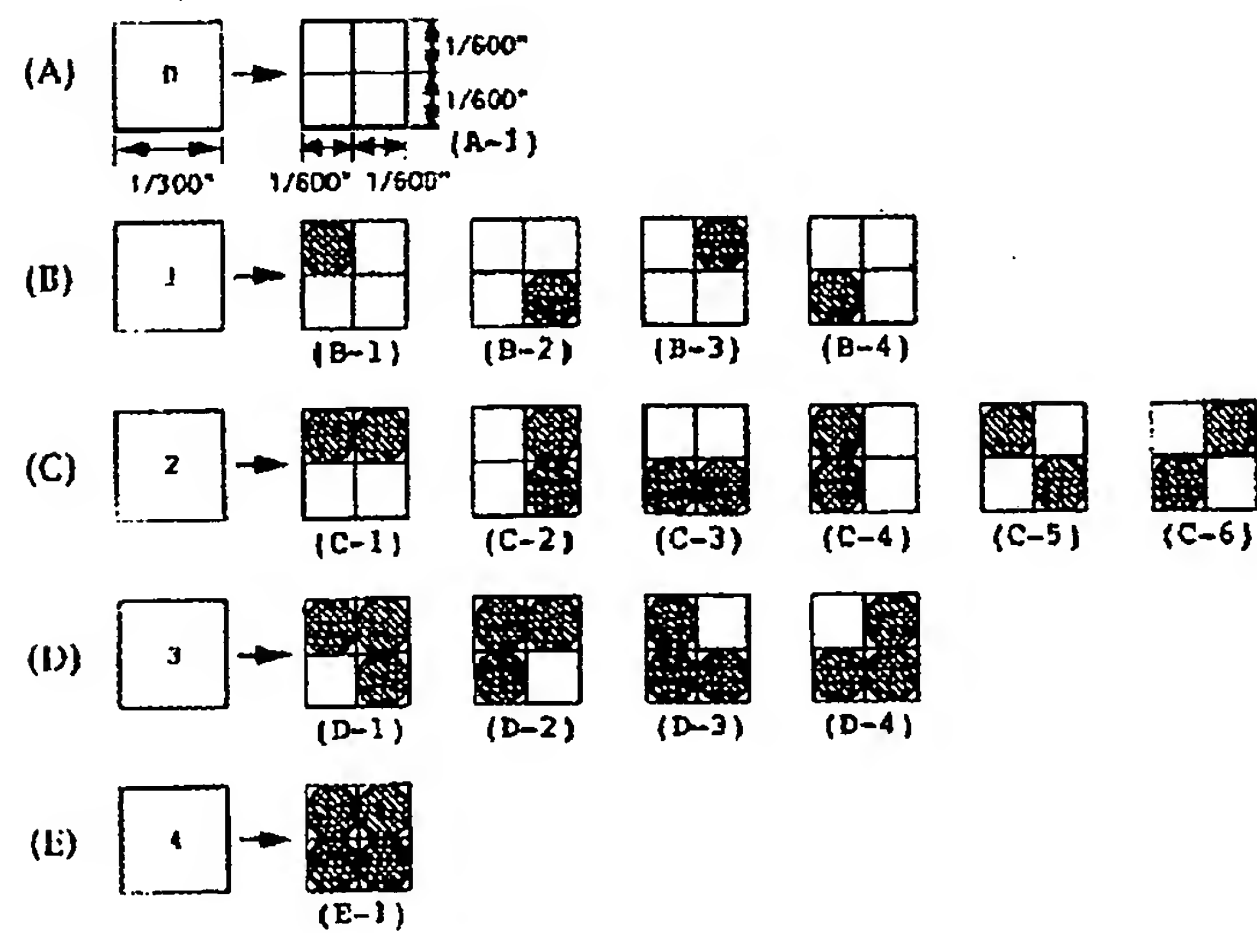 (A) 0 1/600" 1/600" (A-1)
1/300" 1/600" 1/600"
(B) 1 (B-1) (B-2) (B-3) (B-4)
(C) 2 (C-1) (C-2) (C-3) (C-4) (C-5) (C-6)
(D) 3 (D-1) (D-2) (D-3) (D-4)
(E) 4 (E-1)